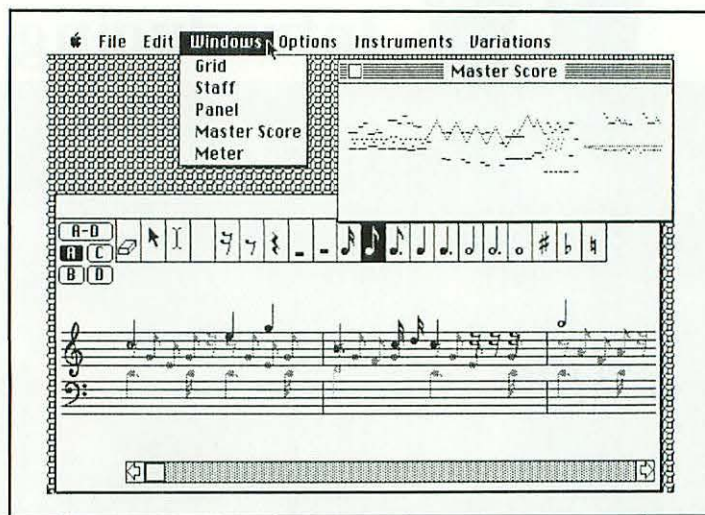 File Edit Windows Options Instruments Variations
Grid
Staff
Panel
Master Score
Meter
Master Score
A-D
A C
B D